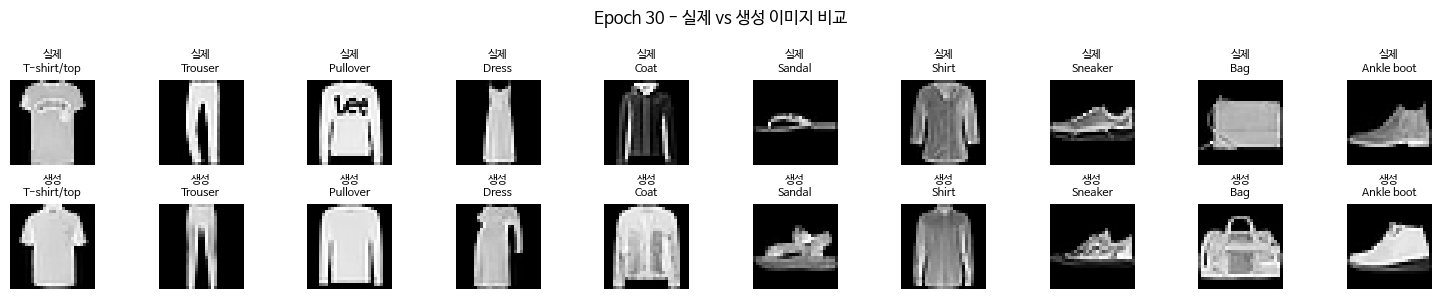 Epoch 30 - 실제 vs 생성 이미지 비교
실제 실제 실제 실제 실제 실제 실제 실제 실제 실제
T-shirt/top Trouser Pullover Dress Coat Sandal Shirt Sneaker Bag Ankle boot
Lee
생성 생성 생성 생성 생성 생성 생성 생성 생성 생성
T-shirt/top Trouser Pullover Dress Coat Sandal Shirt Sneaker Bag Ankle boot